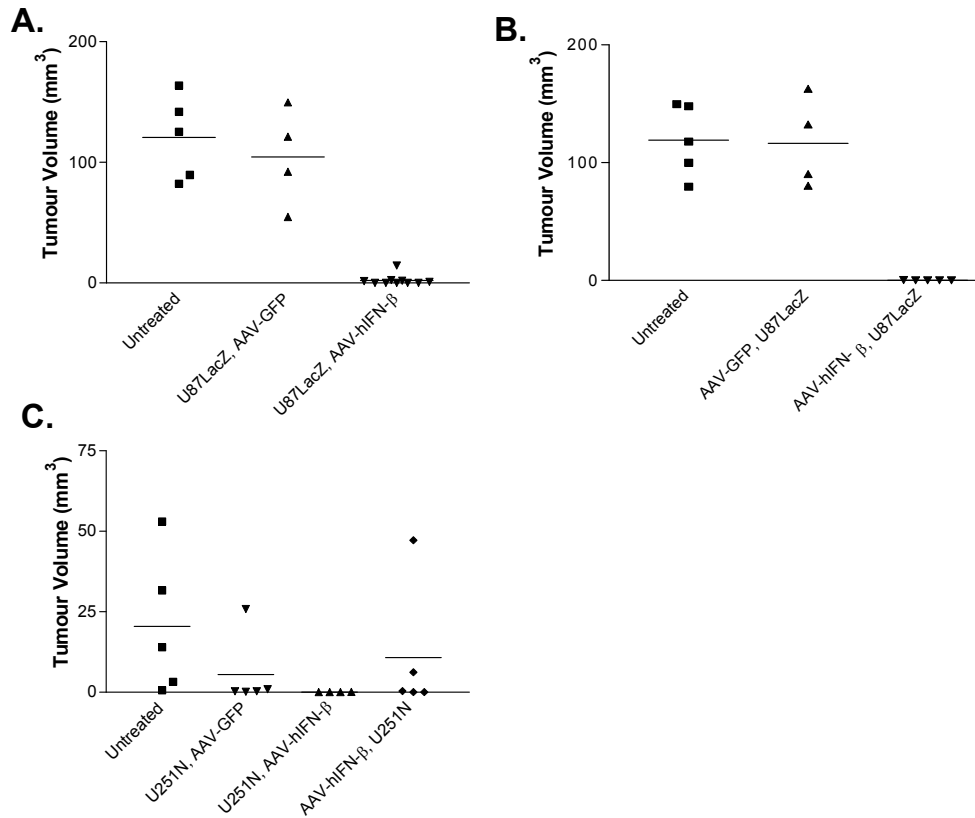 A.
Tumour Volume (mm3)
200
100
0
Untreated
U87LacZ, AAV-GFP
U87LacZ, AAV-hIFN-β
B.
Tumour Volume (mm3)
200
100
0
Untreated
AAV-GFP, U87LacZ
AAV-hIFN- β, U87LacZ
C.
Tumour Volume (mm3)
75
50
25
0
Untreated
U251N, AAV-GFP
U251N, AAV-hIFN-β
AAV-hIFN-β, U251N